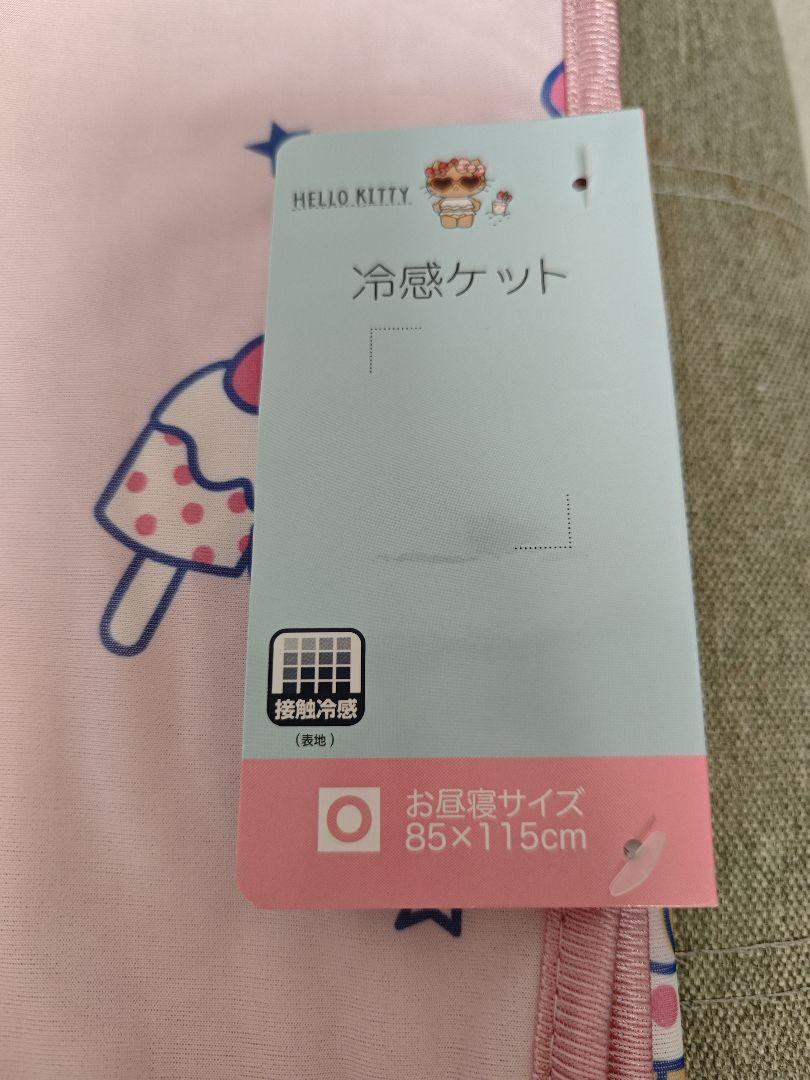 HELLO KITTY
冷感ケット
接触冷感
(表地)
お昼寝サイズ
85×115cm